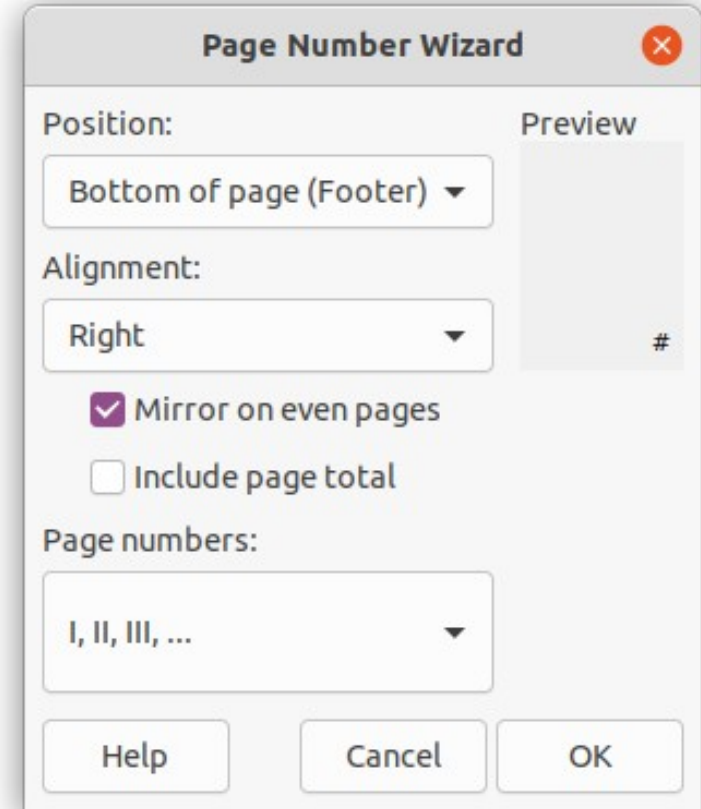 Page Number Wizard
Position:
Preview
Bottom of page (Footer)
Alignment:
Right
#
Mirror on even pages
Include page total
Page numbers:
I, II, III, ...
Help
Cancel
OK